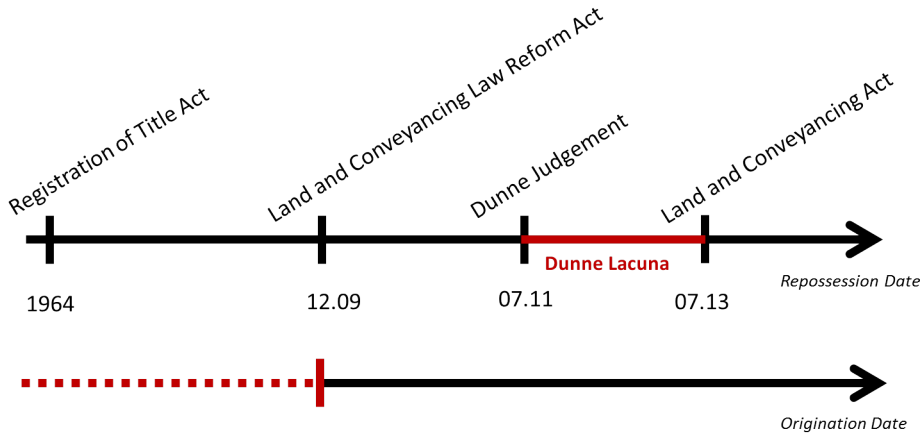 Registration of Title Act
Land and Conveyancing Law Reform Act
Dunne Judgement
Land and Conveyancing Act
Dunne Lacuna
Repossession Date
1964
12.09
07.11
07.13
Origination Date